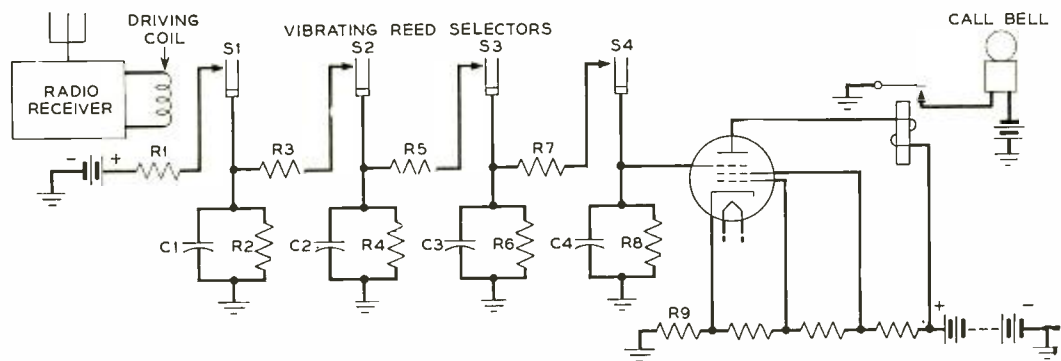 DRIVING
COIL
VIBRATING REED SELECTORS
CALL BELL
S1
S2
S3
S4
RADIO
RECEIVER
- +
R1
R3
R5
R7
C1
R2
C2
R4
C3
R6
C4
R8
R9
+ -